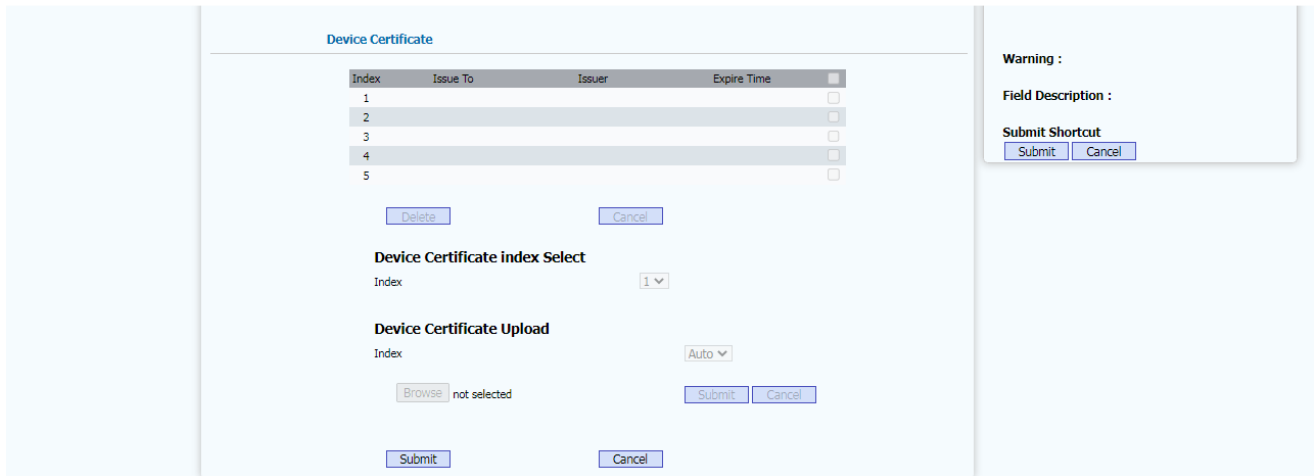 Device Certificate
Index Issue To Issuer Expire Time
1
2
3
4
5
Delete Cancel
Device Certificate index Select
Index 1
Device Certificate Upload
Index Auto
Browse not selected Submit Cancel
Submit Cancel
Warning :
Field Description :
Submit Shortcut
Submit Cancel